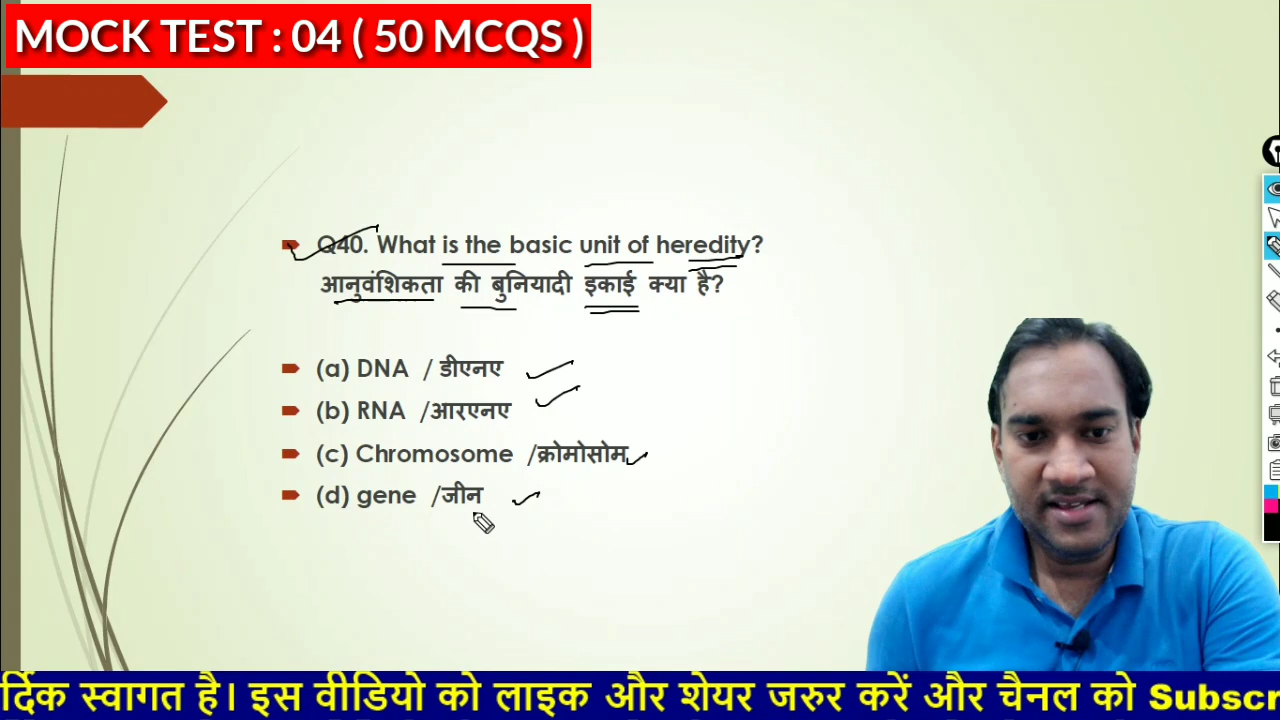 MOCK TEST : 04 ( 50 MCQS )
Q40. What is the basic unit of heredity?
आनुवंशिकता की बुनियादी इकाई क्या है?
(a) DNA / डीएनए
(b) RNA /आरएनए
(c) Chromosome /क्रोमोसोम
(d) gene /जीन
र्दिक स्वागत है। इस वीडियो को लाइक और शेयर जरुर करें और चैनल को Subscr